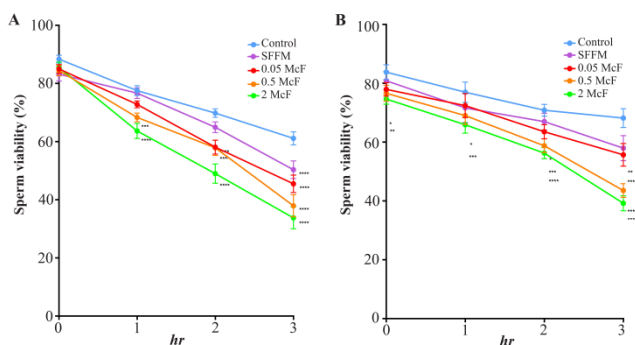 A
Sperm viability (%)
100
80
60
40
20
0
0
1
2
3
hr
Control
SFFM
0.05 McF
0.5 McF
2 McF
***
****
****
***
****
****
****
****
****
B
Sperm viability (%)
100
80
60
40
20
0
0
1
2
3
hr
Control
SFFM
0.05 McF
0.5 McF
2 McF
*
**
*
***
*
***
****
**